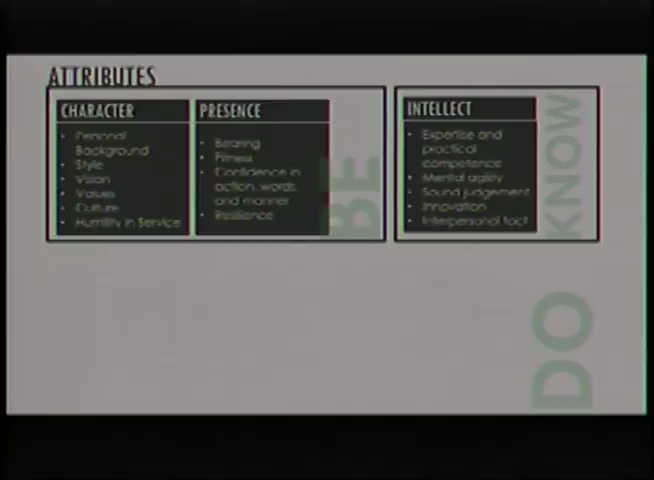 ATTRIBUTES
CHARACTER
• Personal
Background
• Style
• Vision
• Values
• Culture
• Humility in Service
PRESENCE
• Bearing
• Fitness
• Confidence in
action, words,
and manner
• Resilience
BE
INTELLECT
• Expertise and
practical
competence
• Mental agility
• Sound judgement
• Innovation
• Interpersonal tact
KNOW
DO